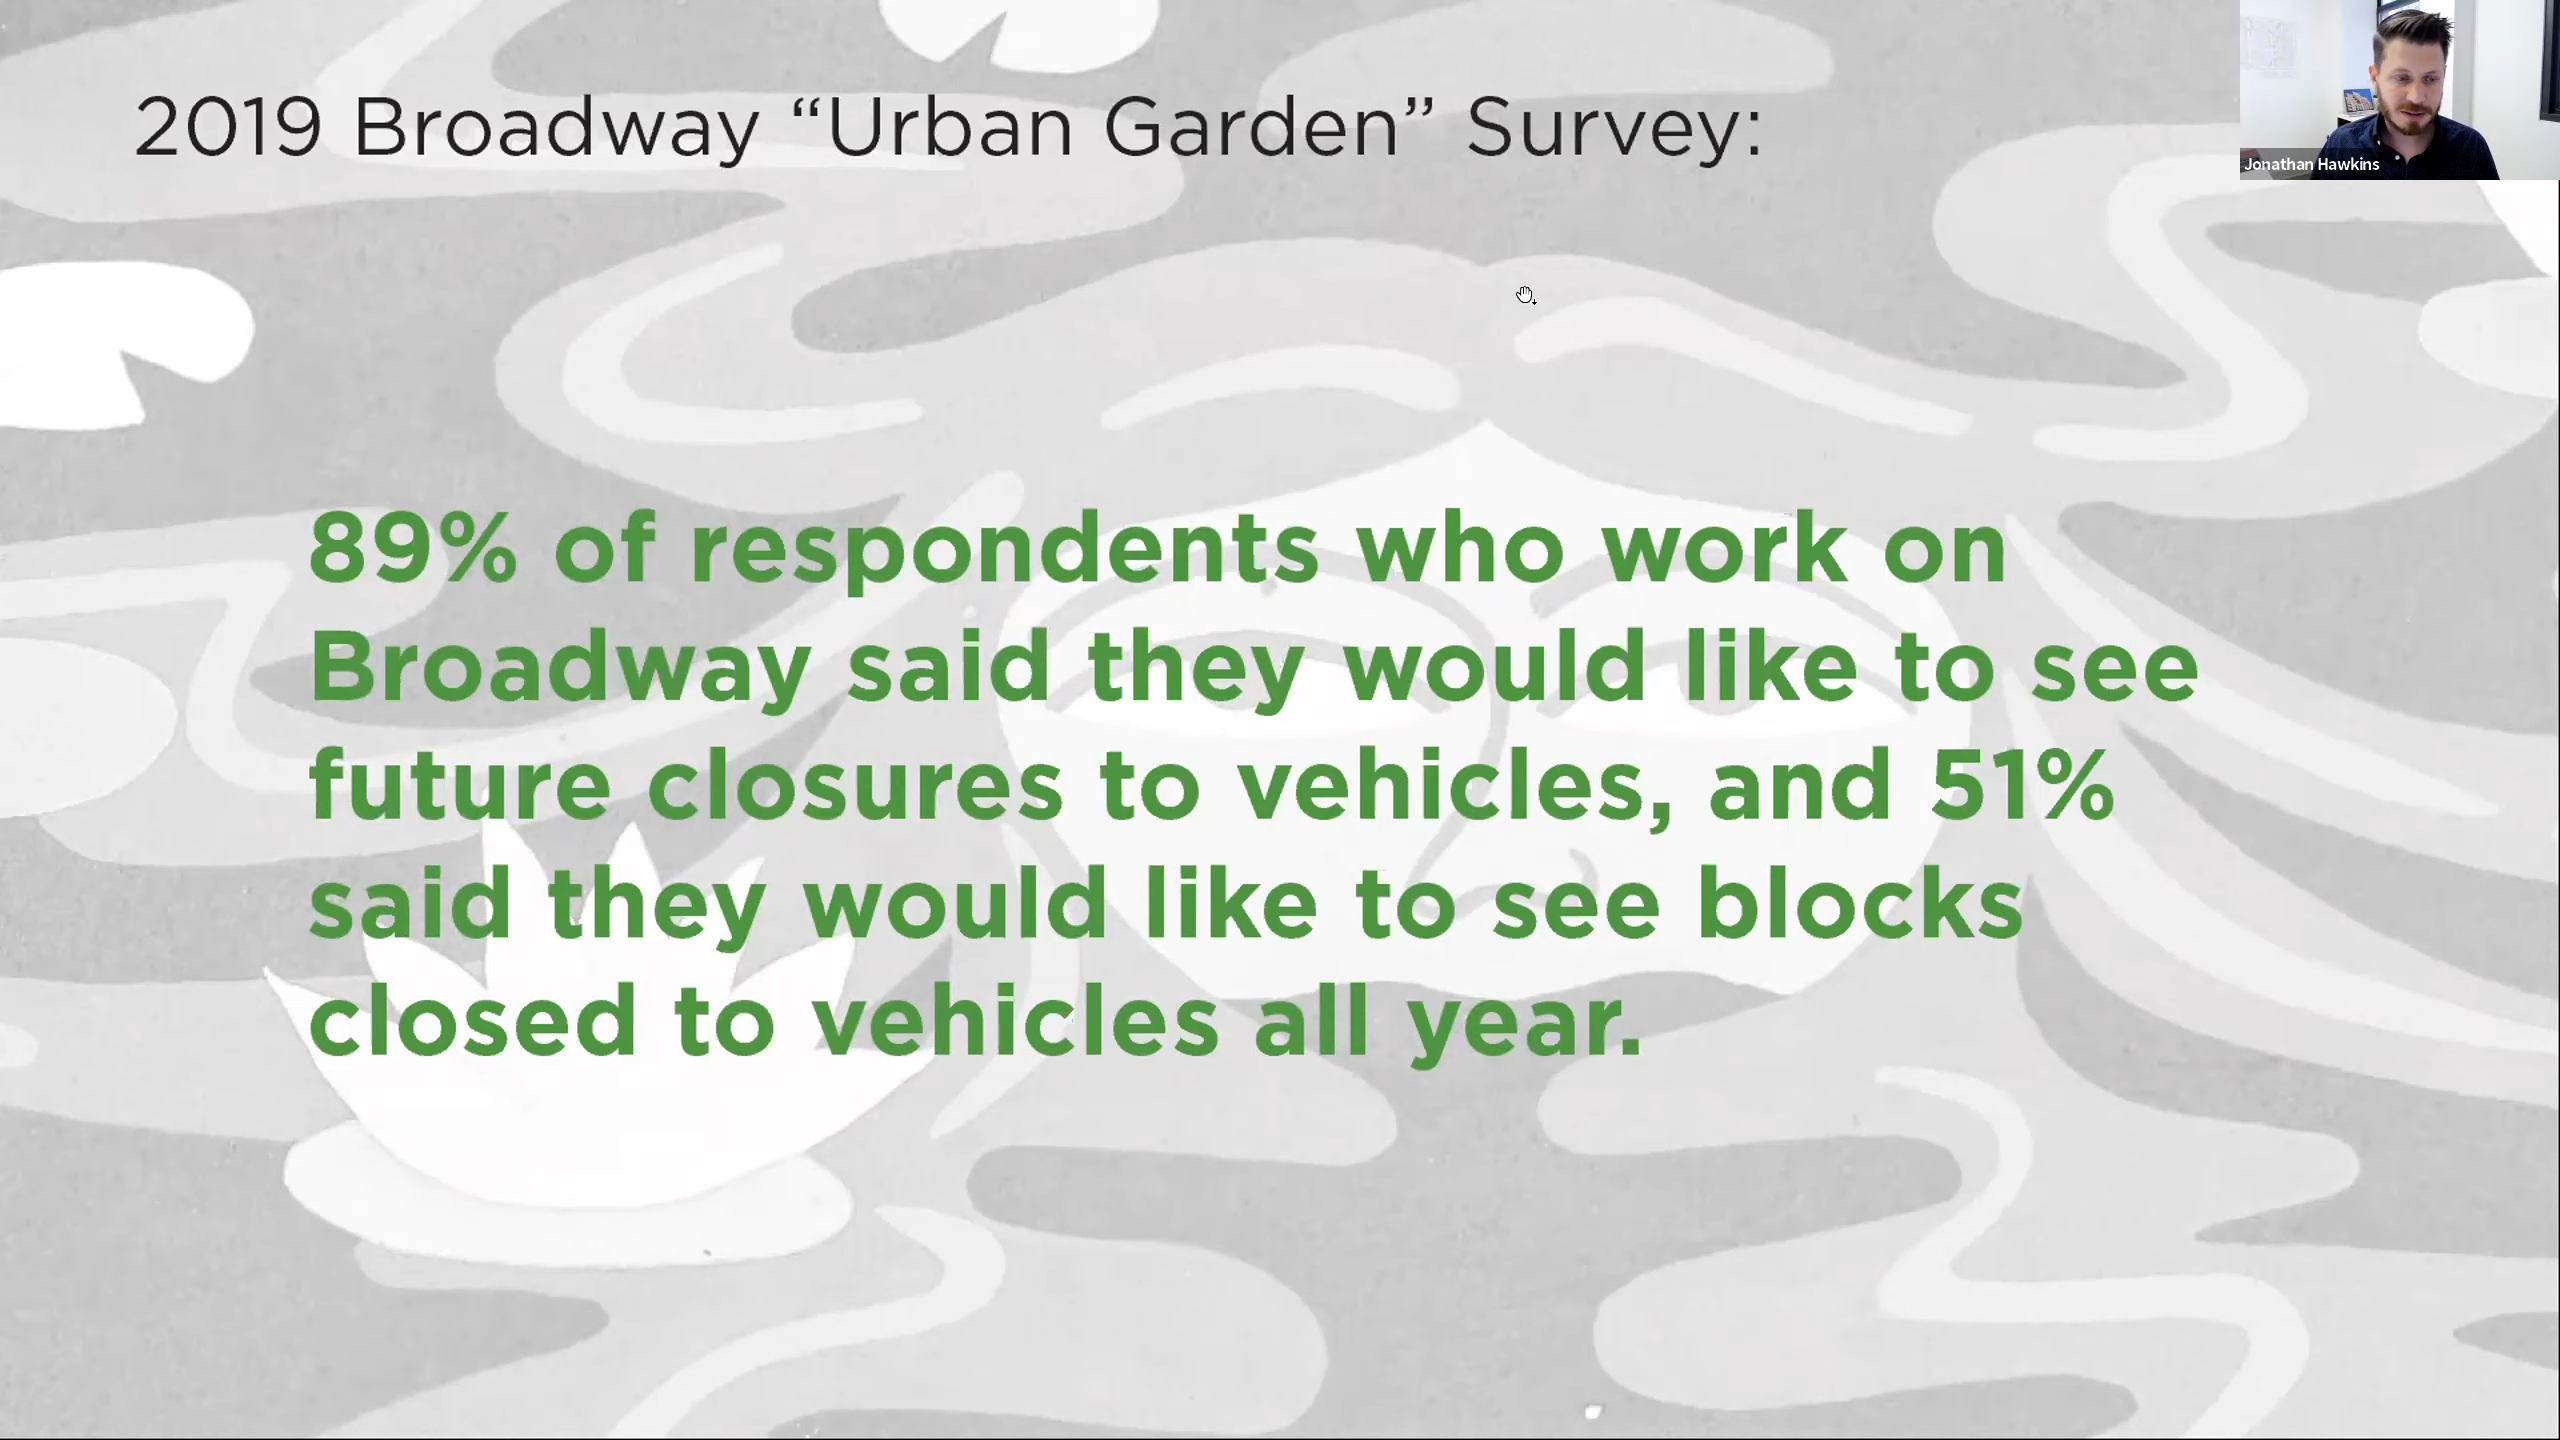 2019 Broadway “Urban Garden” Survey:
Jonathan Hawkins
89% of respondents who work on
Broadway said they would like to see
future closures to vehicles, and 51%
said they would like to see blocks
closed to vehicles all year.